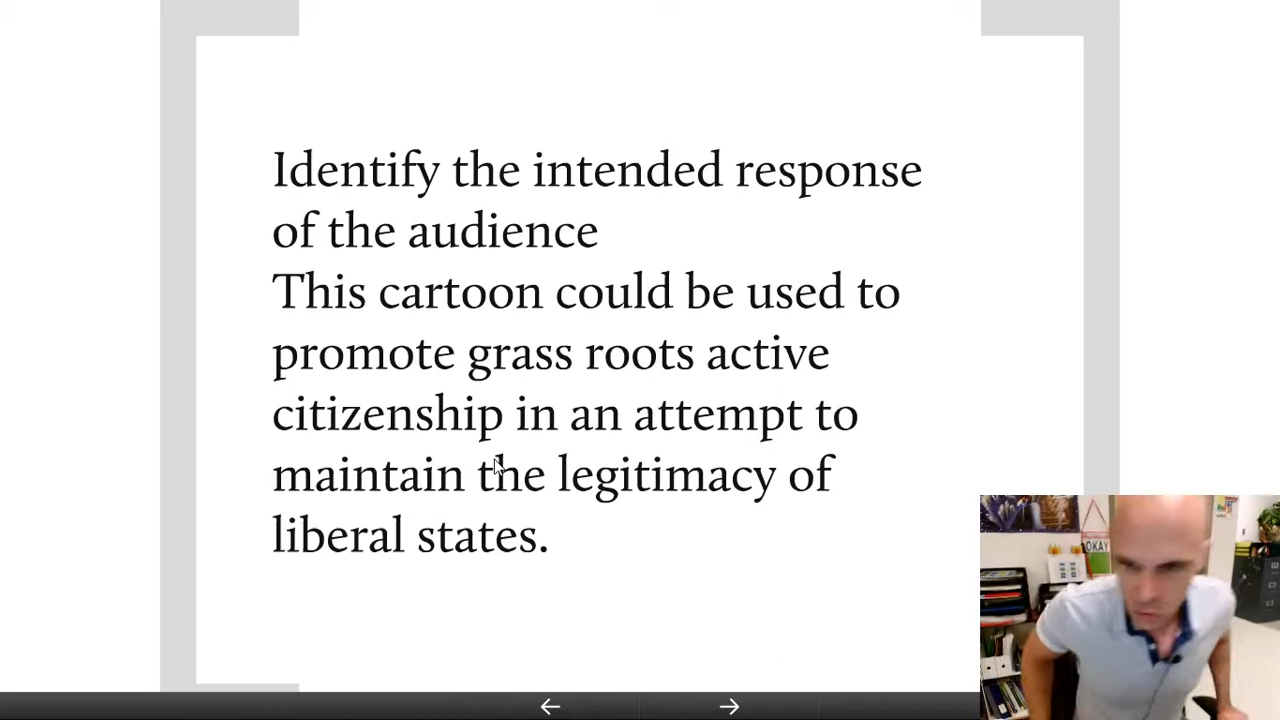 Identify the intended response
of the audience
This cartoon could be used to
promote grass roots active
citizenship in an attempt to
maintain the legitimacy of
liberal states.
OKAY